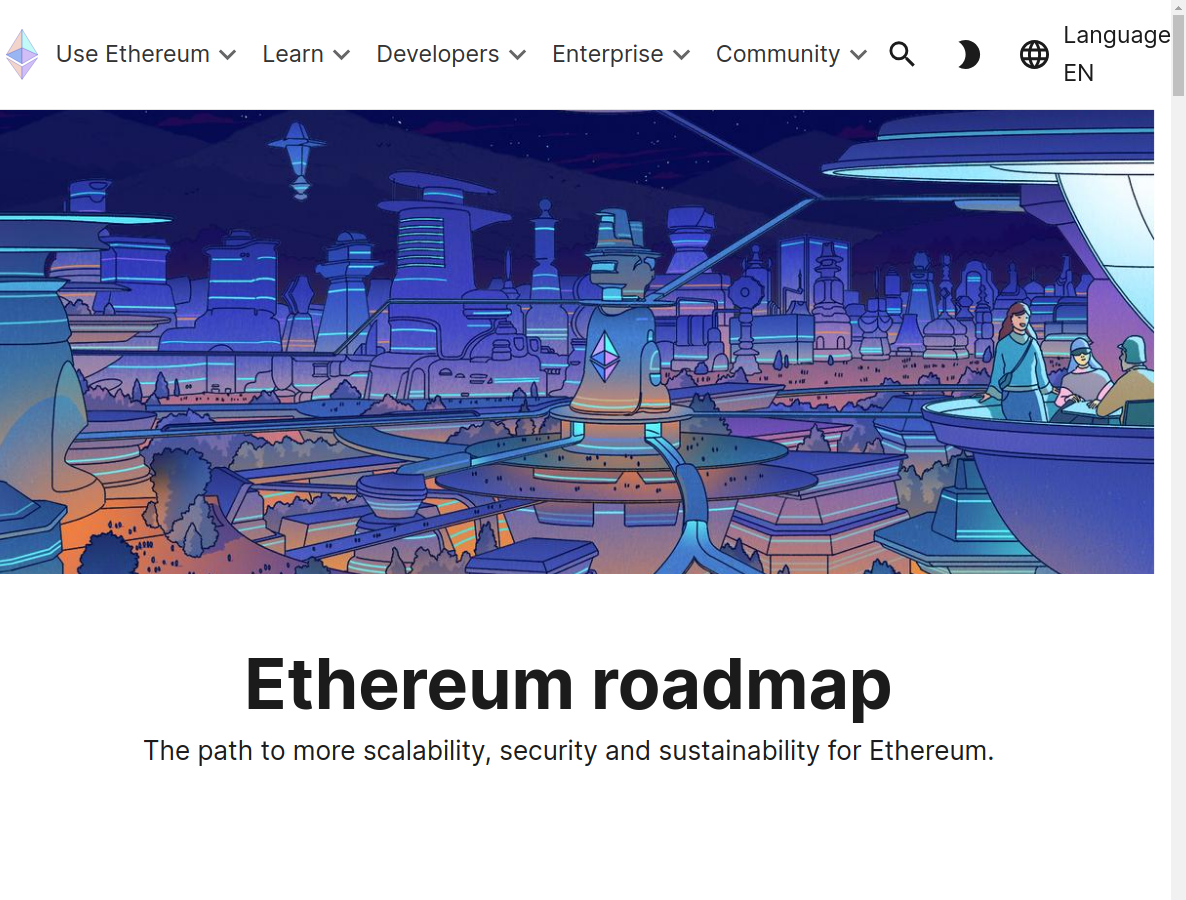 Use Ethereum Learn Developers Enterprise Community Language
EN
Ethereum roadmap
The path to more scalability, security and sustainability for Ethereum.